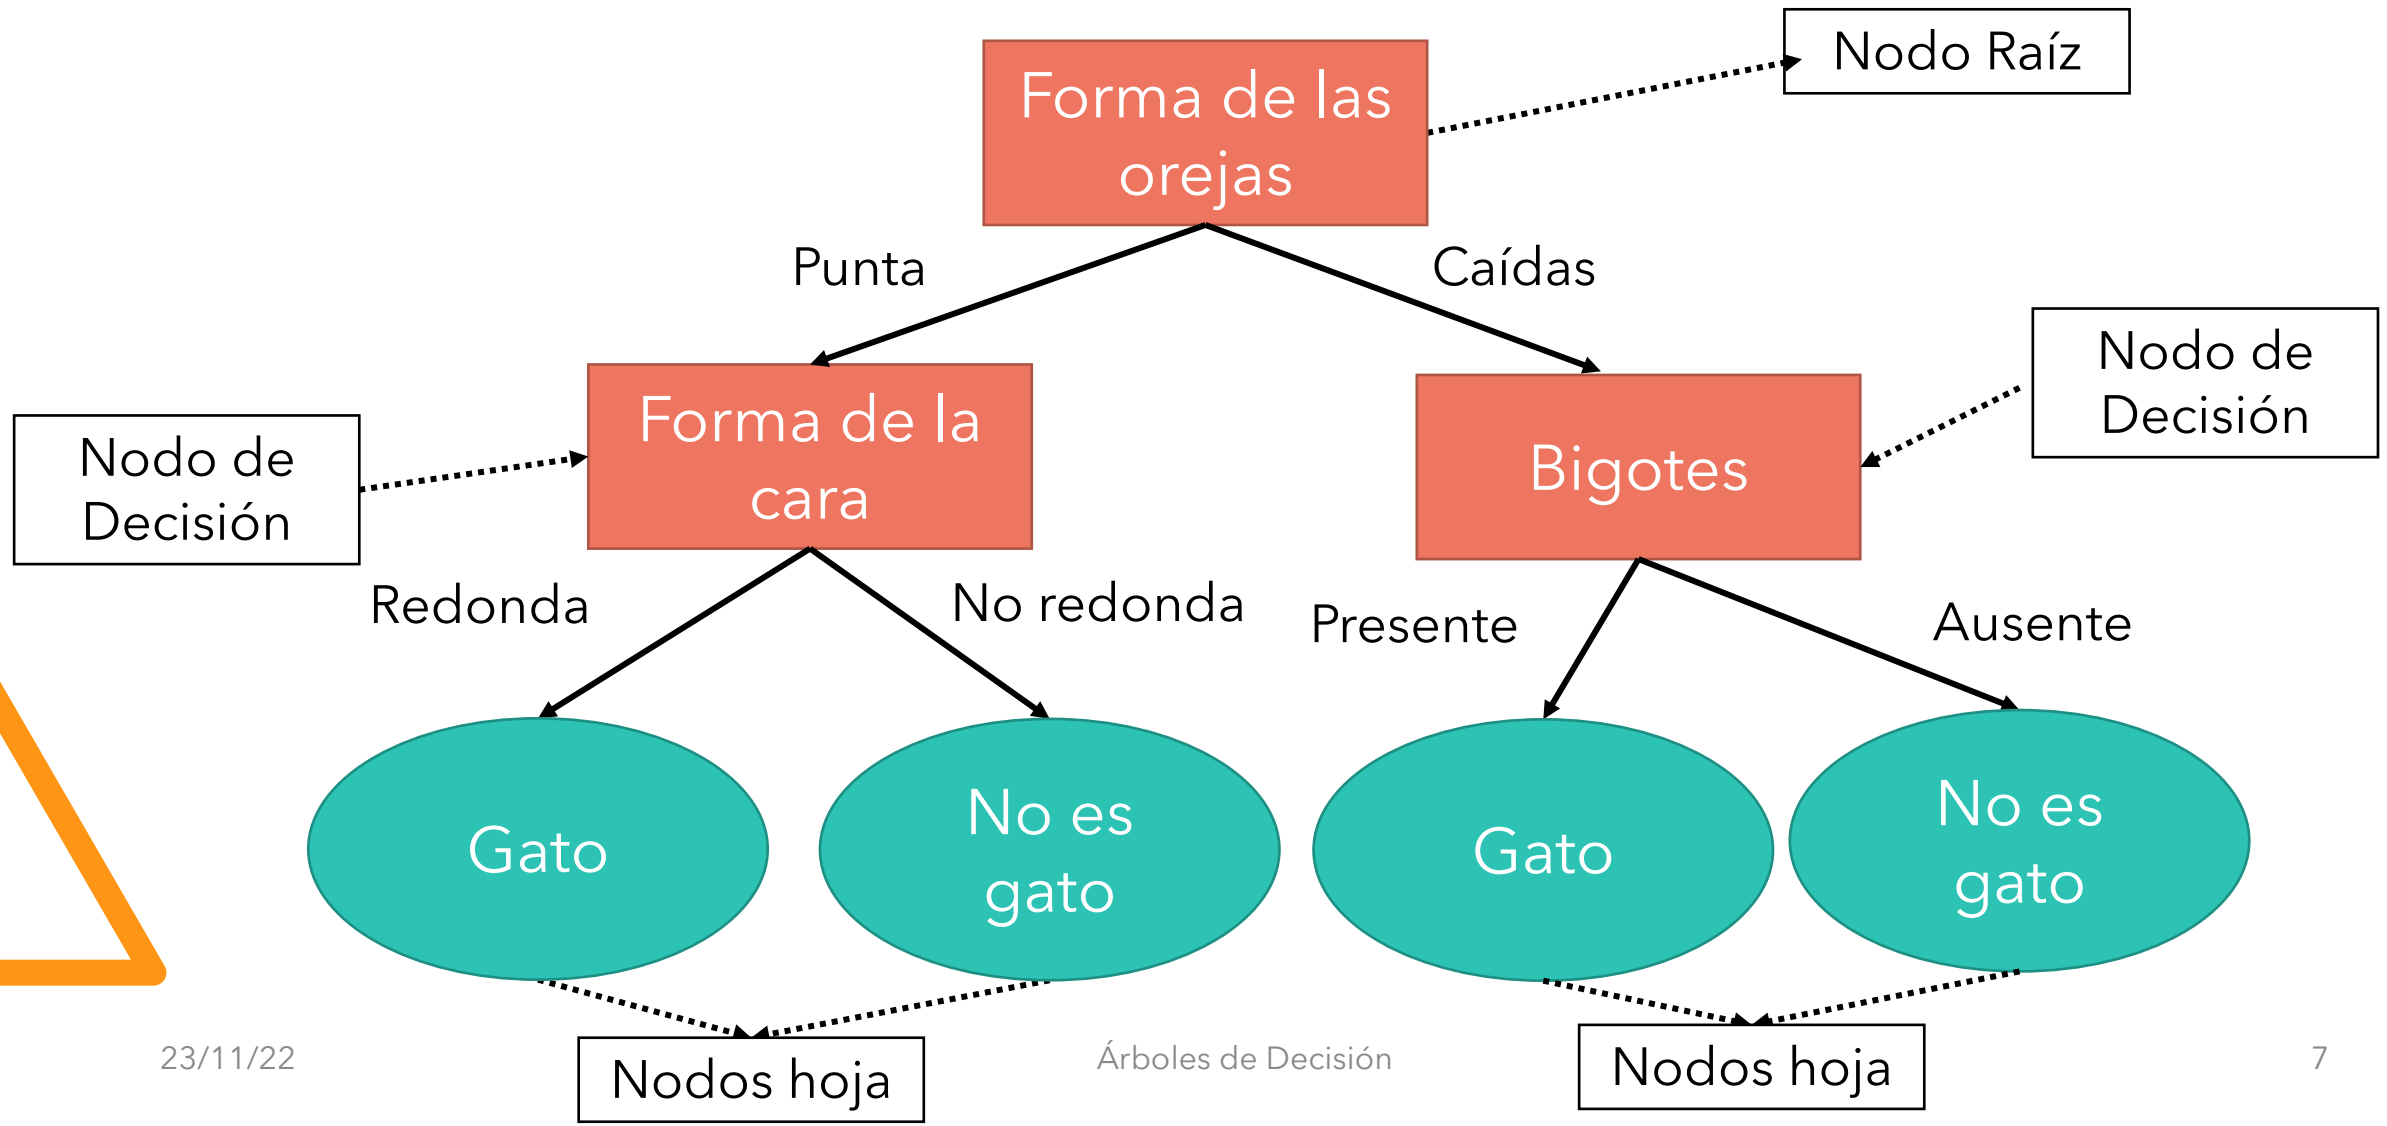 Nodo Raíz
Forma de las
orejas
Punta
Caídas
Nodo de
Decisión
Forma de la
cara
Bigotes
Nodo de
Decisión
Redonda
No redonda
Presente
Ausente
Gato
No es
gato
Gato
No es
gato
23/11/22
Nodos hoja
Árboles de Decisión
Nodos hoja
7